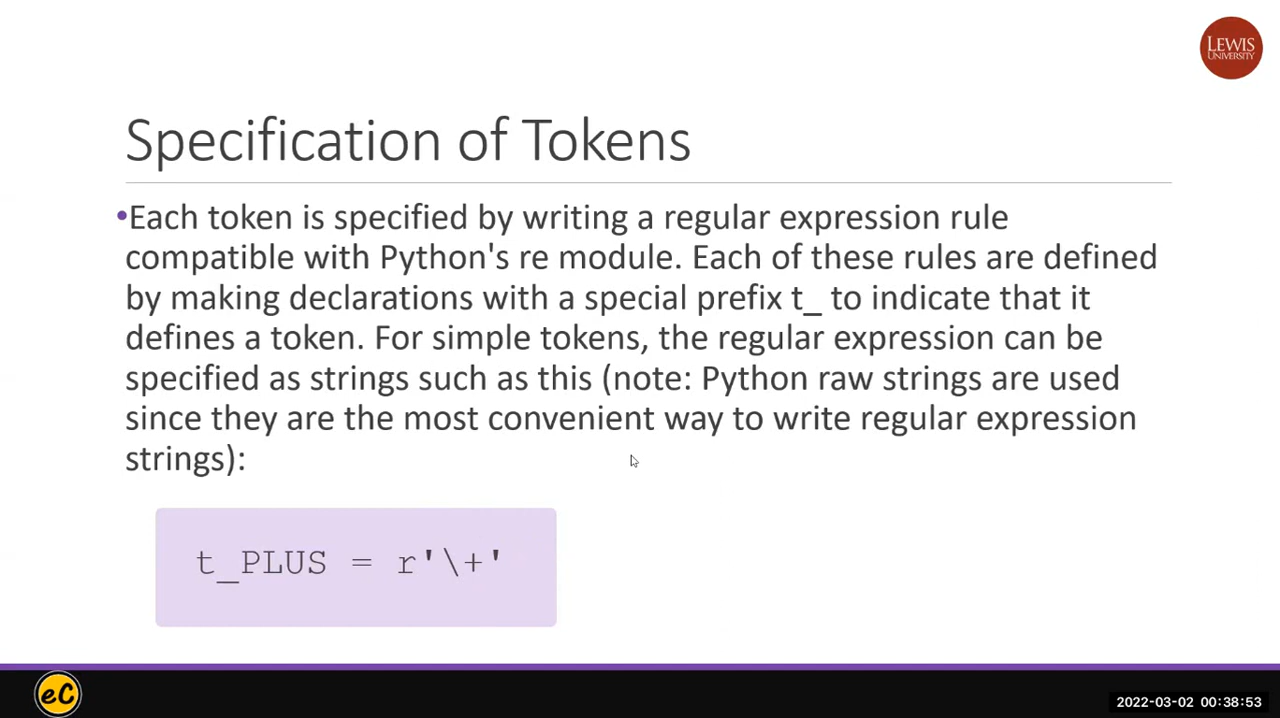 LEWIS
UNIVERSITY
Specification of Tokens
•Each token is specified by writing a regular expression rule
compatible with Python's re module. Each of these rules are defined
by making declarations with a special prefix t_ to indicate that it
defines a token. For simple tokens, the regular expression can be
specified as strings such as this (note: Python raw strings are used
since they are the most convenient way to write regular expression
strings):
t_PLUS = r'\+'
eC
2022-03-02 00:38:53